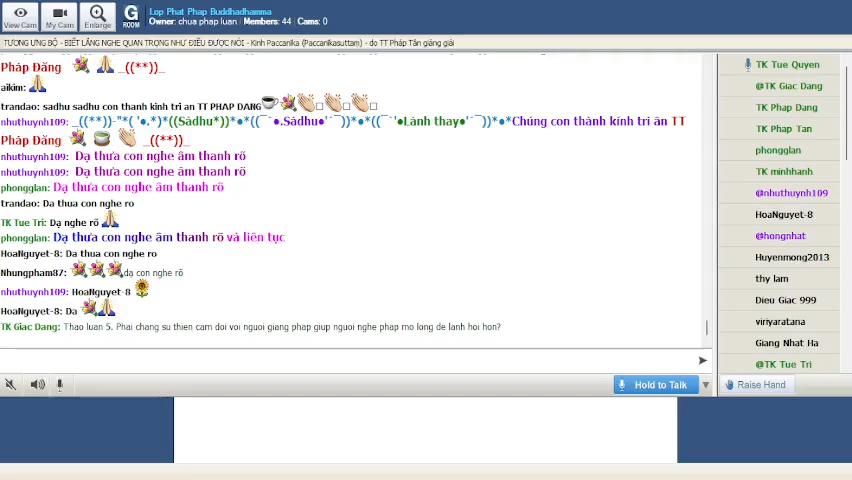 View Cam
My Cam
Enlarge
G ROOM
Lop Phat Phap Buddhadhamma
Owner: chua phap luan Members: 44 Cams: 0
TƯƠNG ƯNG BỘ - BIẾT LẮNG NGHE QUAN TRỌNG NHƯ ĐIỀU ĐƯỢC NÓI - Kinh Paccanika (Paccanikasuttam) - do TT Pháp Tân giảng giải
Pháp Đăng _((**))_
aikim:
trandao: sadhu sadhu con thanh kinh tri an TT PHAP DANG
nhuthuynh109: _((**))-"*( '●.*)*((Sādhu*))*●*((¯`●.Sādhu●'´¯))*●*((¯`'●Lành thay●'´¯))*●*Chúng con thành kính tri ân TT
Pháp Đăng _((**))_
nhuthuynh109: Dạ thưa con nghe âm thanh rõ
nhuthuynh109: Dạ thưa con nghe âm thanh rõ
phongglan: Dạ thưa con nghe âm thanh rõ
trandao: Da thua con nghe ro
TK Tue Tri: Dạ nghe rõ
phongglan: Dạ thưa con nghe âm thanh rõ và liên tục
HoaNguyet-8: Da thua con nghe ro
Nhungpham87: dạ con nghe rõ
nhuthuynh109: HoaNguyet-8
HoaNguyet-8: Da
TK Giac Dang: Thao luan 5. Phai chang su thien cam doi voi nguoi giang phap giup nguoi nghe phap mo long de lanh hoi hon?
TK Tue Quyen
@TK Giac Dang
TK Phap Dang
TK Phap Tan
phongglan
TK minhhanh
@nhuthuynh109
HoaNguyet-8
@hongnhat
Huyenmong2013
thy lam
Dieu Giac 999
viriyaratana
Giang Nhat Ha
@TK Tue Tri
Hold to Talk
Raise Hand